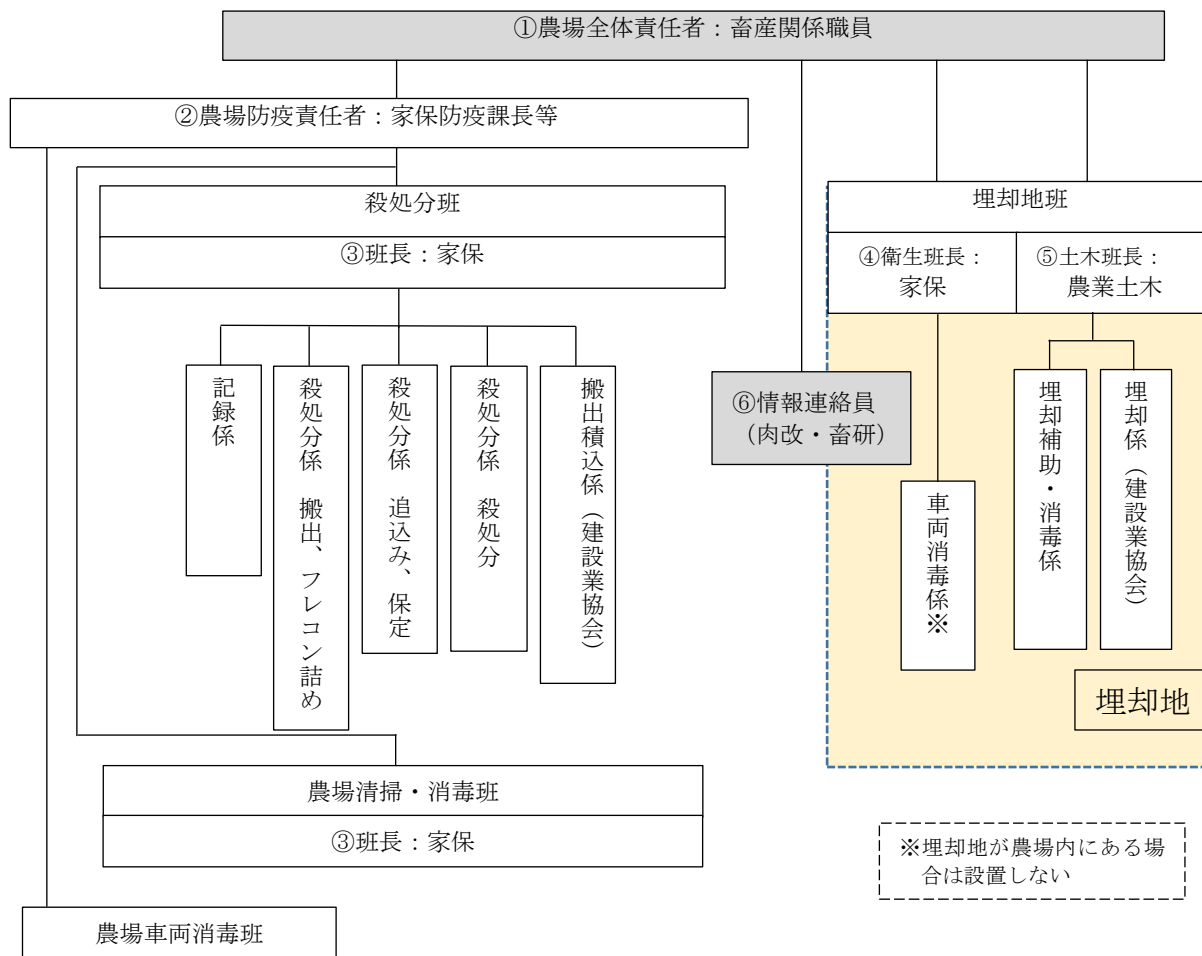 ①農場全体責任者：畜産関係職員
②農場防疫責任者：家保防疫課長等
殺処分班
③班長：家保
埋却地班
④衛生班長：
家保
⑤土木班長：
農業土木
記録係
殺処分係　搬出、フレコン詰め
殺処分係　追込み、保定
殺処分係　殺処分
搬出積込係（建設業協会）
⑥情報連絡員
（肉改・畜研）
車両消毒係※
埋却補助・消毒係
埋却係（建設業協会）
埋却地
農場清掃・消毒班
③班長：家保
※埋却地が農場内にある場
合は設置しない
農場車両消毒班